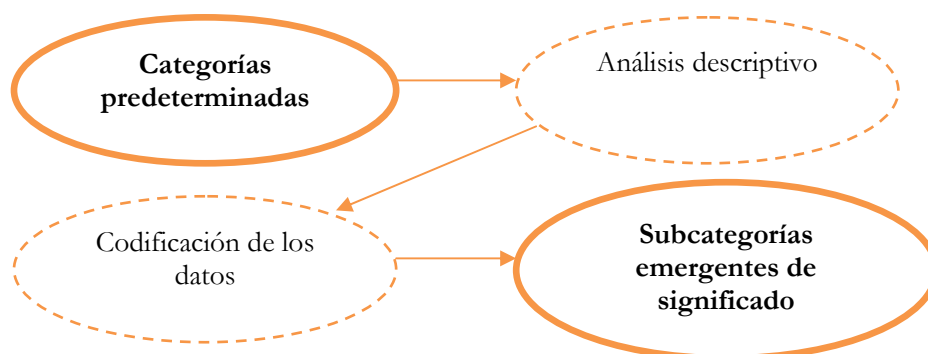 Categorías
predeterminadas
Análisis descriptivo
Codificación de los
datos
Subcategorías
emergentes de
significado